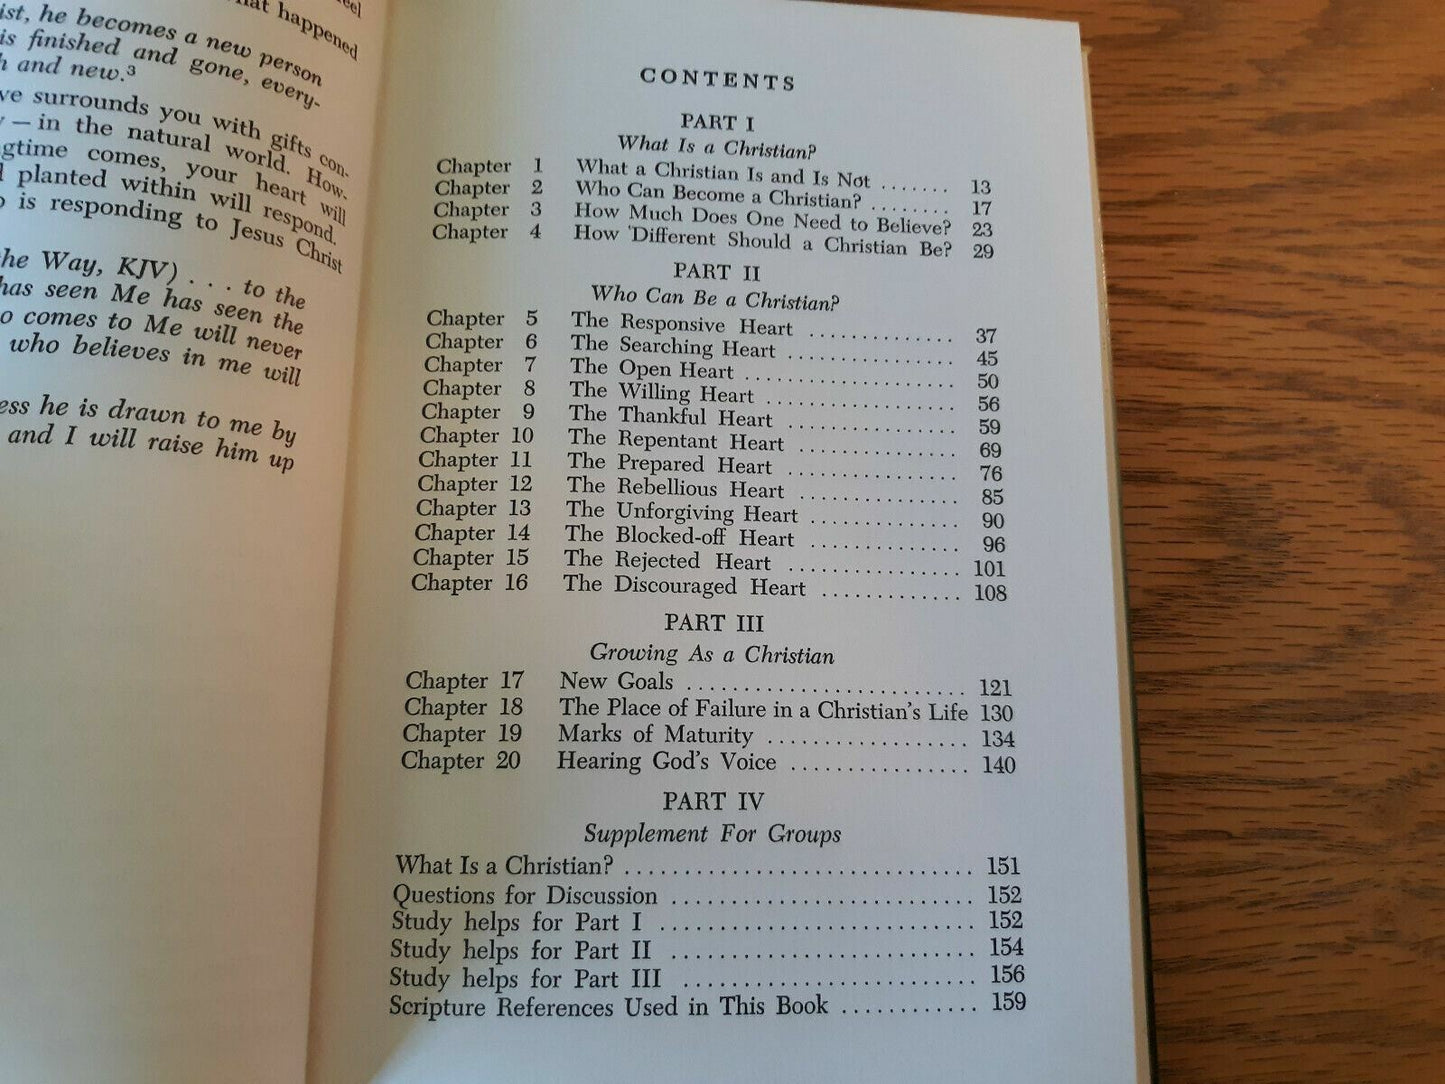 hat happened
ist, he becomes a new person
is finished and gone, every-
h and new.³
ve surrounds you with gifts con-
y — in the natural world. How-
gtime comes, your heart will
planted within will respond.
o is responding to Jesus Christ
he Way, KJV) . . . to the
has seen Me has seen the
o comes to Me will never
who believes in me will
ess he is drawn to me by
and I will raise him up
CONTENTS
PART I
What Is a Christian?
Chapter 1 What a Christian Is and Is Not ....... 13
Chapter 2 Who Can Become a Christian? ........ 17
Chapter 3 How Much Does One Need to Believe? 23
Chapter 4 How Different Should a Christian Be? 29
PART II
Who Can Be a Christian?
Chapter 5 The Responsive Heart ............ 37
Chapter 6 The Searching Heart .............. 45
Chapter 7 The Open Heart .................. 50
Chapter 8 The Willing Heart ................ 56
Chapter 9 The Thankful Heart .............. 59
Chapter 10 The Repentant Heart ............. 69
Chapter 11 The Prepared Heart .............. 76
Chapter 12 The Rebellious Heart ............. 85
Chapter 13 The Unforgiving Heart ............ 90
Chapter 14 The Blocked-off Heart ............ 96
Chapter 15 The Rejected Heart .............. 101
Chapter 16 The Discouraged Heart ............ 108
PART III
Growing As a Christian
Chapter 17 New Goals ........................ 121
Chapter 18 The Place of Failure in a Christian's Life 130
Chapter 19 Marks of Maturity ................. 134
Chapter 20 Hearing God's Voice ............... 140
PART IV
Supplement For Groups
What Is a Christian? .............................. 151
Questions for Discussion .......................... 152
Study helps for Part I ........................... 152
Study helps for Part II .......................... 154
Study helps for Part III ......................... 156
Scripture References Used in This Book ............ 159